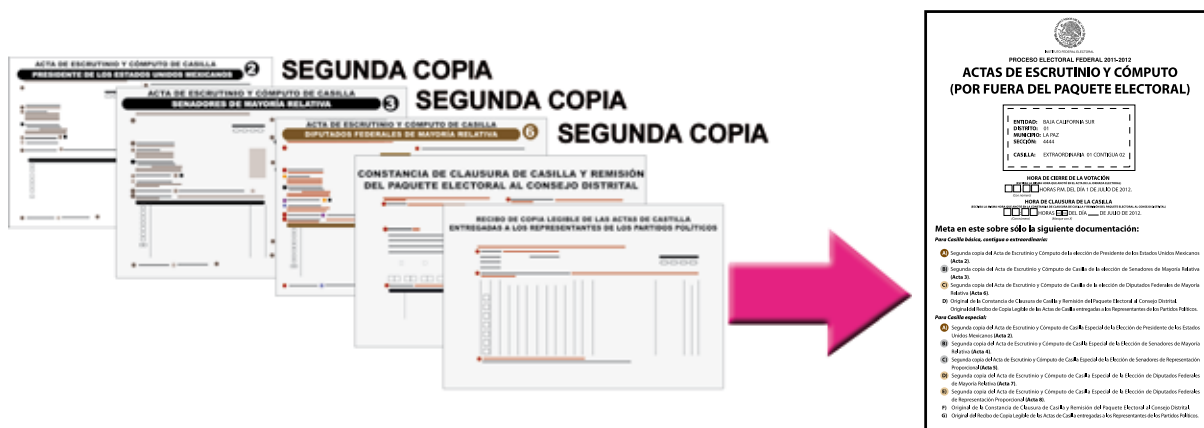 ACTA DE ESCRUTINIO Y CÓMPUTO DE CASILLA
PRESIDENTE DE LOS ESTADOS UNIDOS MEXICANOS 2
SEGUNDA COPIA
ACTA DE ESCRUTINIO Y CÓMPUTO DE CASILLA
SENADORES DE MAYORÍA RELATIVA 3
SEGUNDA COPIA
ACTA DE ESCRUTINIO Y CÓMPUTO DE CASILLA
DIPUTADOS FEDERALES DE MAYORÍA RELATIVA 6
SEGUNDA COPIA
CONSTANCIA DE CLAUSURA DE CASILLA Y REMISIÓN
DEL PAQUETE ELECTORAL AL CONSEJO DISTRITAL
RECIBO DE COPIA LEGIBLE DE LAS ACTAS DE CASTILLA
ENTREGADAS A LOS REPRESENTANTES DE LOS PARTIDOS POLÍTICOS
INSTITUTO FEDERAL ELECTORAL
PROCESO ELECTORAL FEDERAL 2011-2012
ACTAS DE ESCRUTINIO Y CÓMPUTO
(POR FUERA DEL PAQUETE ELECTORAL)
ENTIDAD: BAJA CALIFORNIA SUR
DISTRITO: 01
MUNICIPIO: LA PAZ
SECCIÓN: 4444
CASILLA: EXTRAORDINARIA 01 CONTIGUA 02
HORA DE CIERRE DE LA VOTACIÓN
HORAS P.M. DEL DÍA 1 DE JULIO DE 2012.
HORA DE CLAUSURA DE LA CASILLA
HORAS DEL DÍA ___ DE JULIO DE 2012.
Meta en este sobre sólo la siguiente documentación:
Para Casilla básica, contigua o extraordinaria:
A) Segunda copia del Acta de Escrutinio y Cómputo de la elección de Presidente de los Estados Unidos Mexicanos
(Acta 2).
B) Segunda copia del Acta de Escrutinio y Cómputo de Casilla de la elección de Senadores de Mayoría Relativa
(Acta 3).
C) Segunda copia del Acta de Escrutinio y Cómputo de Casilla de la elección de Diputados Federales de Mayoría
Relativa (Acta 6).
D) Original de la Constancia de Clausura de Casilla y Remisión del Paquete Electoral al Consejo Distrital.
Original del Recibo de Copia Legible de las Actas de Casilla entregadas a los Representantes de los Partidos Políticos.
Para Casilla especial:
A) Segunda copia del Acta de Escrutinio y Cómputo de Casilla Especial de la Elección de Presidente de los Estados
Unidos Mexicanos (Acta 2).
B) Segunda copia del Acta de Escrutinio y Cómputo de Casilla Especial de la Elección de Senadores de Mayoría
Relativa (Acta 4).
C) Segunda copia del Acta de Escrutinio y Cómputo de Casilla Especial de la Elección de Senadores de Representación
Proporcional (Acta 5).
D) Segunda copia del Acta de Escrutinio y Cómputo de Casilla Especial de la Elección de Diputados Federales
de Mayoría Relativa (Acta 7).
E) Segunda copia del Acta de Escrutinio y Cómputo de Casilla Especial de la Elección de Diputados Federales
de Representación Proporcional (Acta 8).
F) Original de la Constancia de Clausura de Casilla y Remisión del Paquete Electoral al Consejo Distrital.
G) Original del Recibo de Copia Legible de las Actas de Casilla entregadas a los Representantes de los Partidos Políticos.